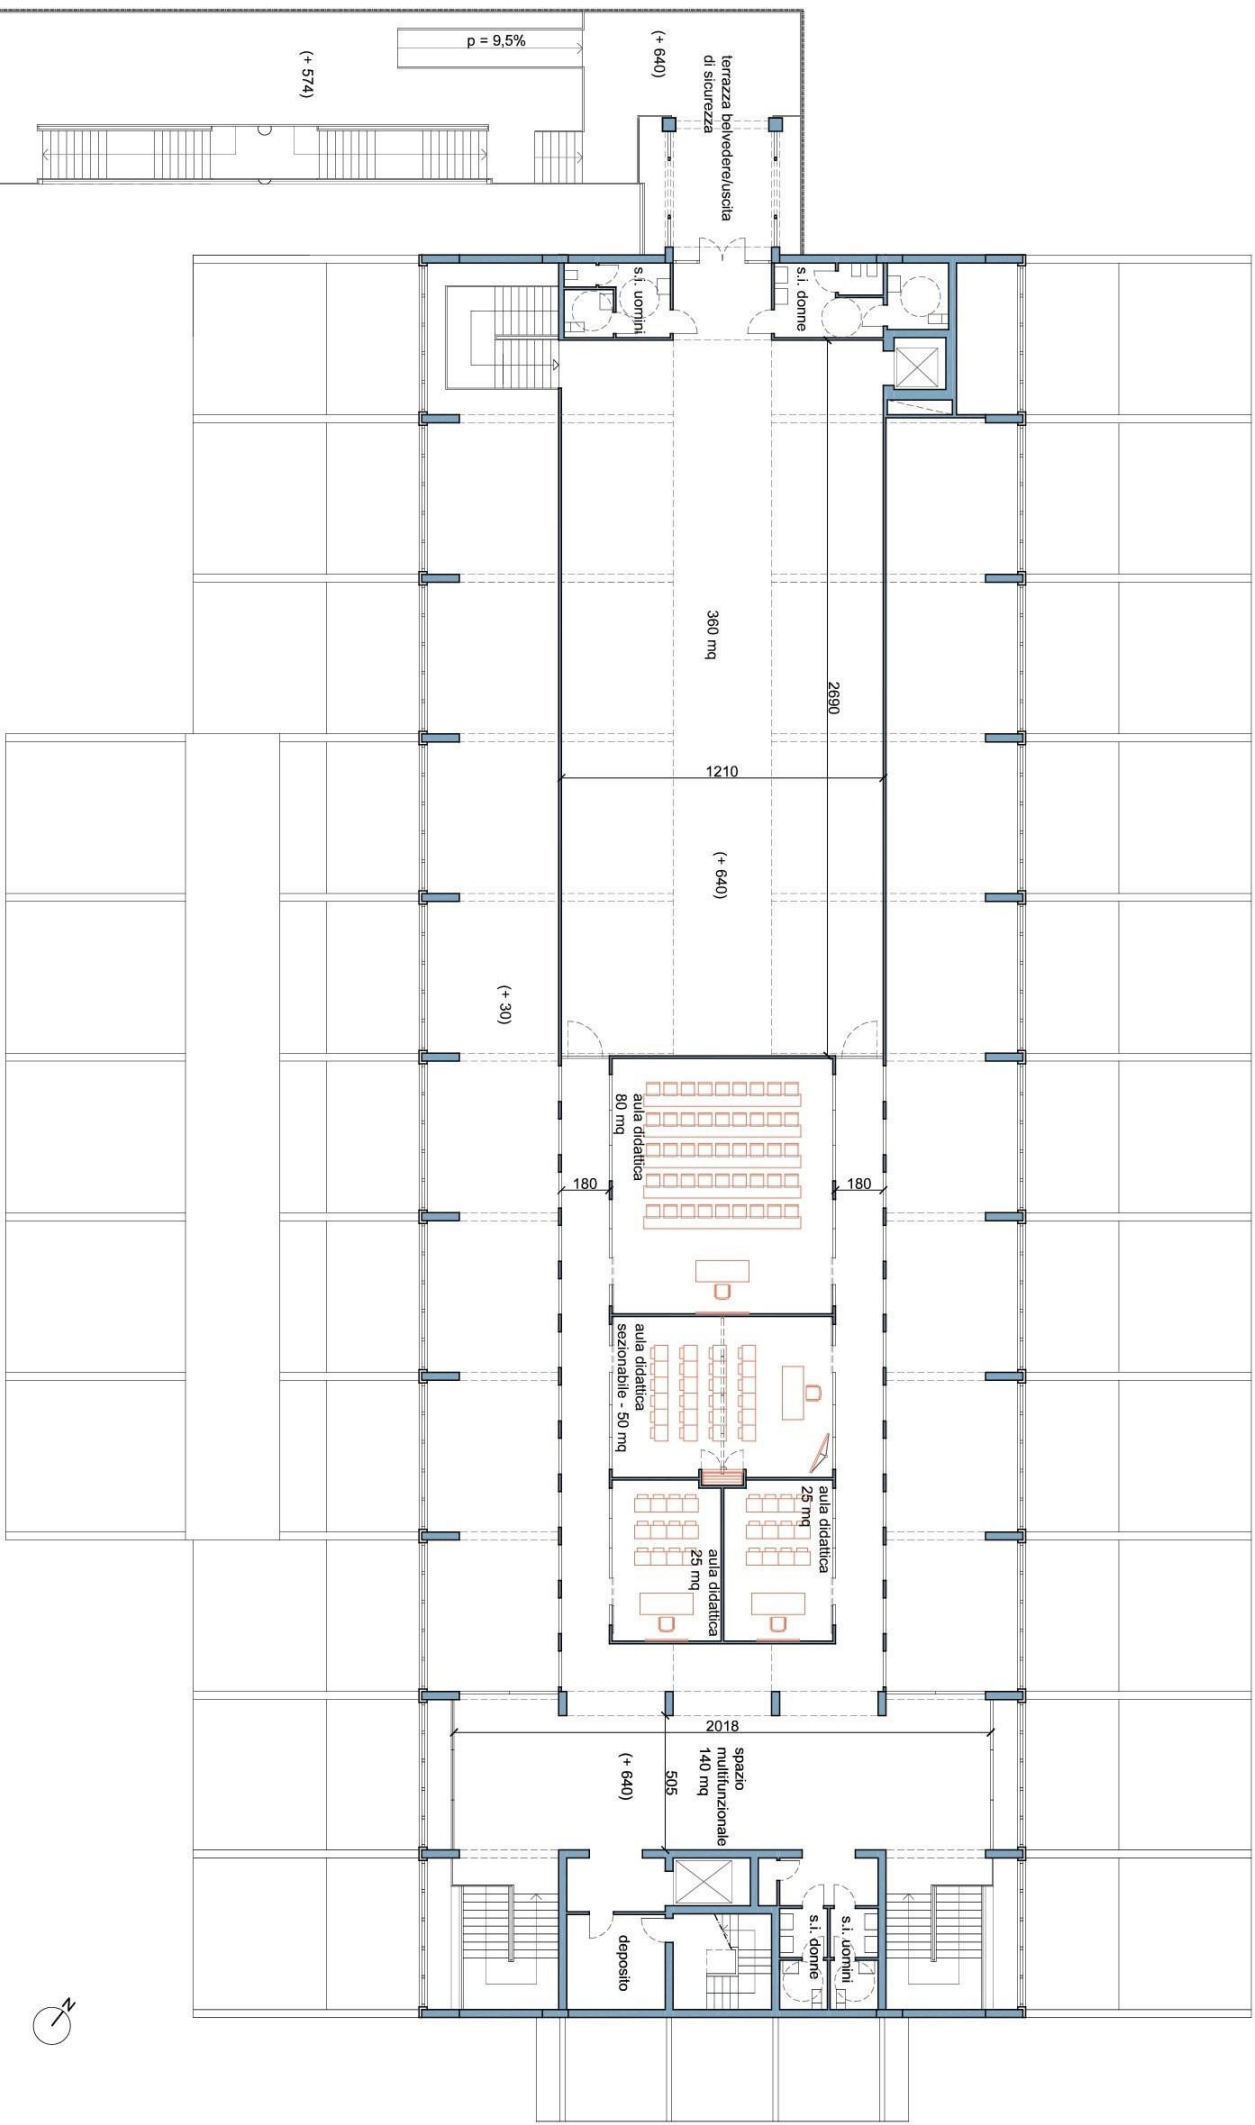 p = 9,5%
(+ 574)
(+ 640)
terrazza belvedere/uscita
di sicurezza
s.i. uomini
s.i. donne
360 mq
2690
1210
(+ 640)
(+ 30)
aula didattica
80 mq
180
180
aula didattica
sezionabile - 50 mq
aula didattica
25 mq
aula didattica
25 mq
2018
spazio
multifunzionale
140 mq
505
(+ 640)
deposito
s.i. donne
s.i. uomini
N